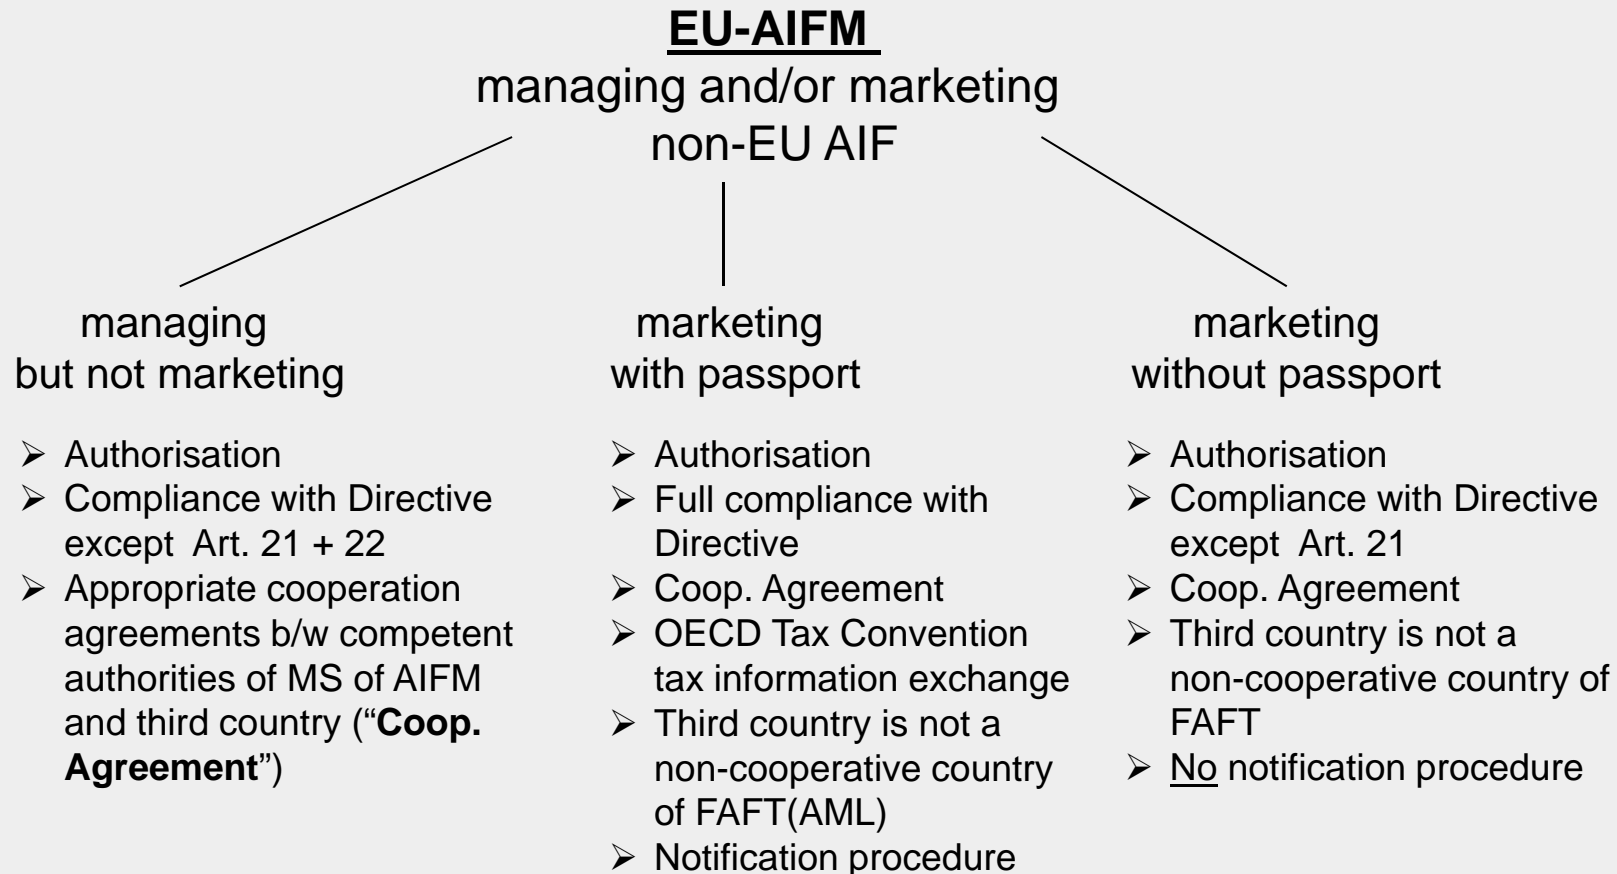 EU-AIFM
managing and/or marketing
non-EU AIF
managing
but not marketing
➢ Authorisation
➢ Compliance with Directive
except Art. 21 + 22
➢ Appropriate cooperation
agreements b/w competent
authorities of MS of AIFM
and third country (“Coop.
Agreement”)
marketing
with passport
➢ Authorisation
➢ Full compliance with
Directive
➢ Coop. Agreement
➢ OECD Tax Convention
tax information exchange
➢ Third country is not a
non-cooperative country
of FAFT(AML)
➢ Notification procedure
marketing
without passport
➢ Authorisation
➢ Compliance with Directive
except Art. 21
➢ Coop. Agreement
➢ Third country is not a
non-cooperative country of
FAFT
➢ No notification procedure